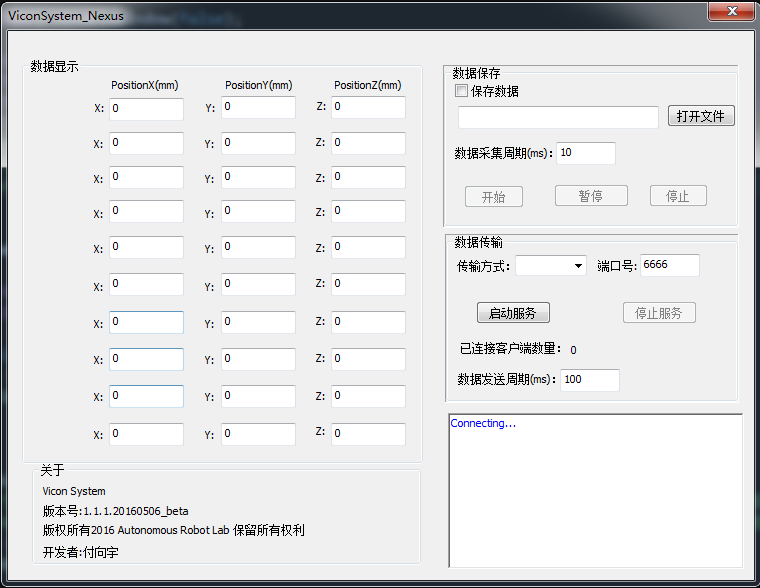 ViconSystem_Nexus
数据显示
PositionX(mm) PositionY(mm) PositionZ(mm)
X: 0 Y: 0 Z: 0
X: 0 Y: 0 Z: 0
X: 0 Y: 0 Z: 0
X: 0 Y: 0 Z: 0
X: 0 Y: 0 Z: 0
X: 0 Y: 0 Z: 0
X: 0 Y: 0 Z: 0
X: 0 Y: 0 Z: 0
X: 0 Y: 0 Z: 0
X: 0 Y: 0 Z: 0
关于
Vicon System
版本号:1.1.1.20160506_beta
版权所有2016 Autonomous Robot Lab 保留所有权利
开发者:付向宇
数据保存
保存数据
打开文件
数据采集周期(ms): 10
开始 暂停 停止
数据传输
传输方式: 端口号: 6666
启动服务 停止服务
已连接客户端数量: 0
数据发送周期(ms): 100
Connecting...